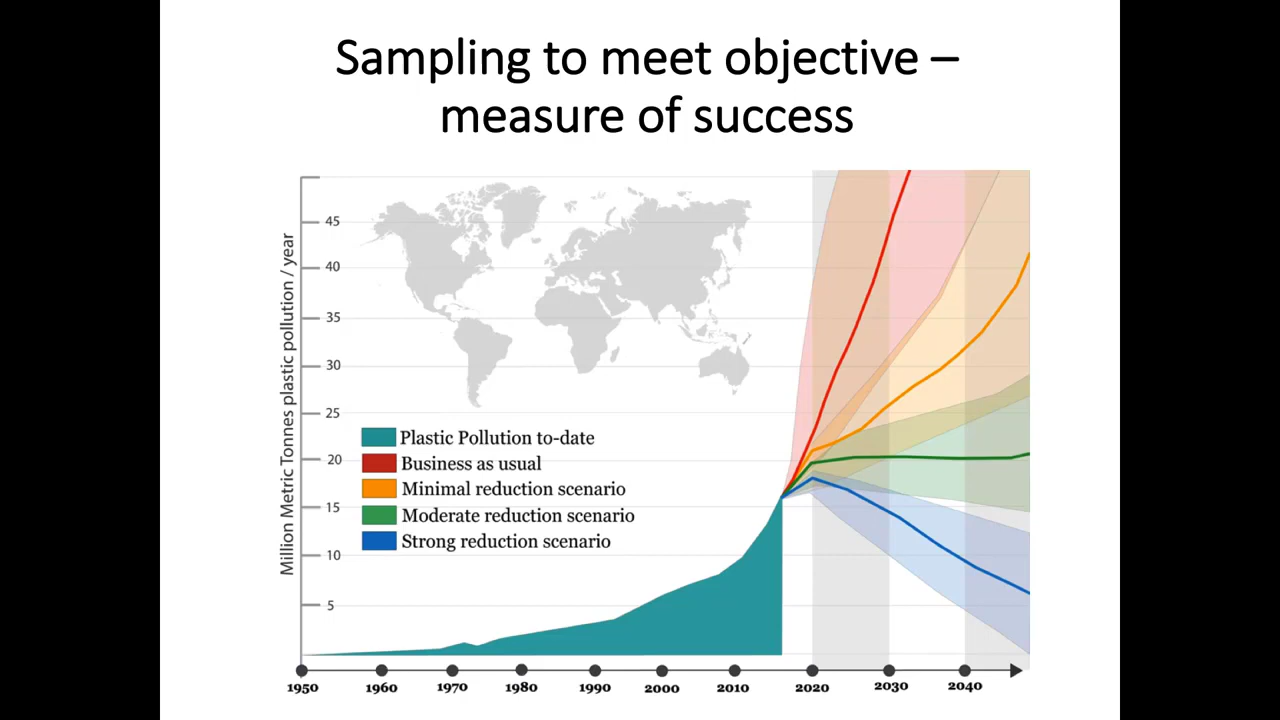 Sampling to meet objective –
measure of success
Million Metric Tonnes plastic pollution / year
45
40
35
30
25
20
15
10
5
Plastic Pollution to-date
Business as usual
Minimal reduction scenario
Moderate reduction scenario
Strong reduction scenario
1950 1960 1970 1980 1990 2000 2010 2020 2030 2040